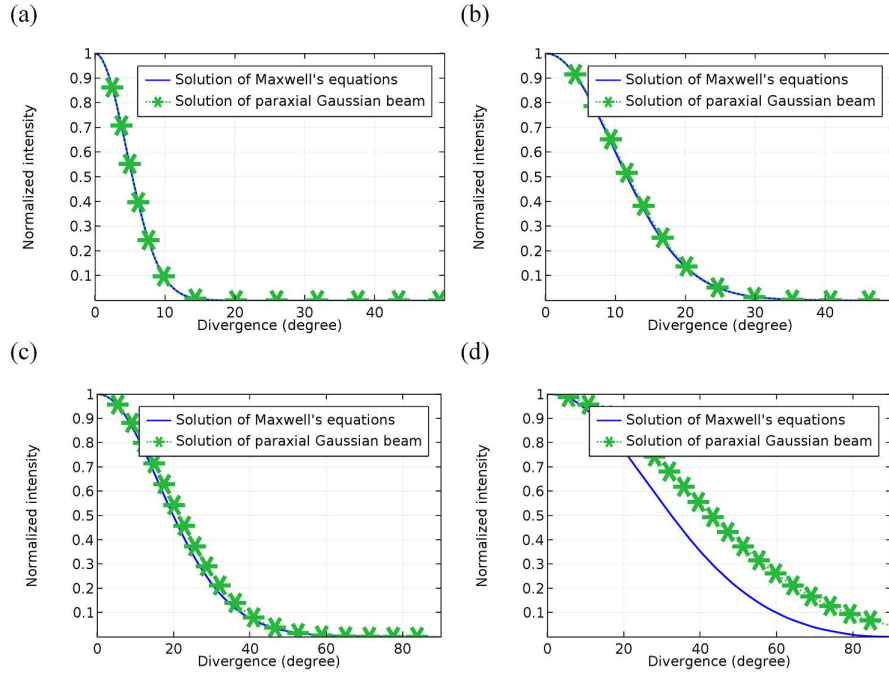 (a)
(b)
1
0.9
0.8
0.7
0.6
0.5
0.4
0.3
0.2
0.1
Normalized intensity
Solution of Maxwell's equations
Solution of paraxial Gaussian beam
0 10 20 30 40
Divergence (degree)
1
0.9
0.8
0.7
0.6
0.5
0.4
0.3
0.2
0.1
Normalized intensity
Solution of Maxwell's equations
Solution of paraxial Gaussian beam
0 10 20 30 40
Divergence (degree)
(c)
(d)
1
0.9
0.8
0.7
0.6
0.5
0.4
0.3
0.2
0.1
Normalized intensity
Solution of Maxwell's equations
Solution of paraxial Gaussian beam
0 20 40 60 80
Divergence (degree)
1
0.9
0.8
0.7
0.6
0.5
0.4
0.3
0.2
0.1
Normalized intensity
Solution of Maxwell's equations
Solution of paraxial Gaussian beam
0 20 40 60 80
Divergence (degree)